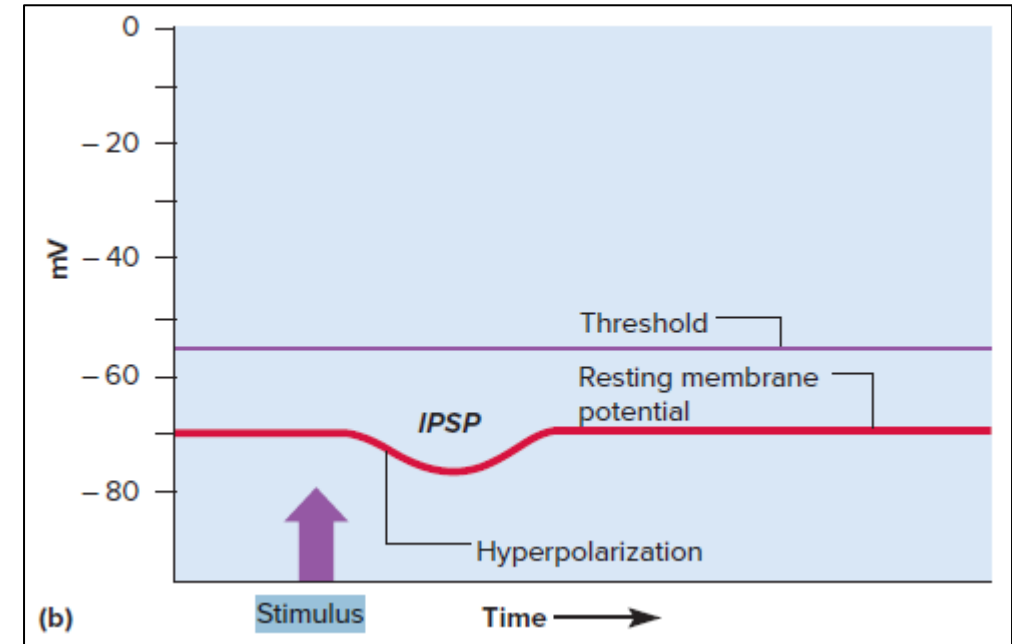 0
– 20
– 40
mV
Threshold
– 60
Resting membrane
potential
IPSP
– 80
Hyperpolarization
(b)
Stimulus
Time